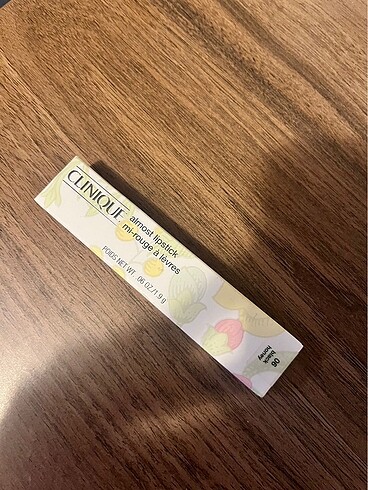 CLINIQUE
almost lipstick
mi-rouge à lèvres
POIDS NET WT. .06 OZ./1.9 g
06
black
honey